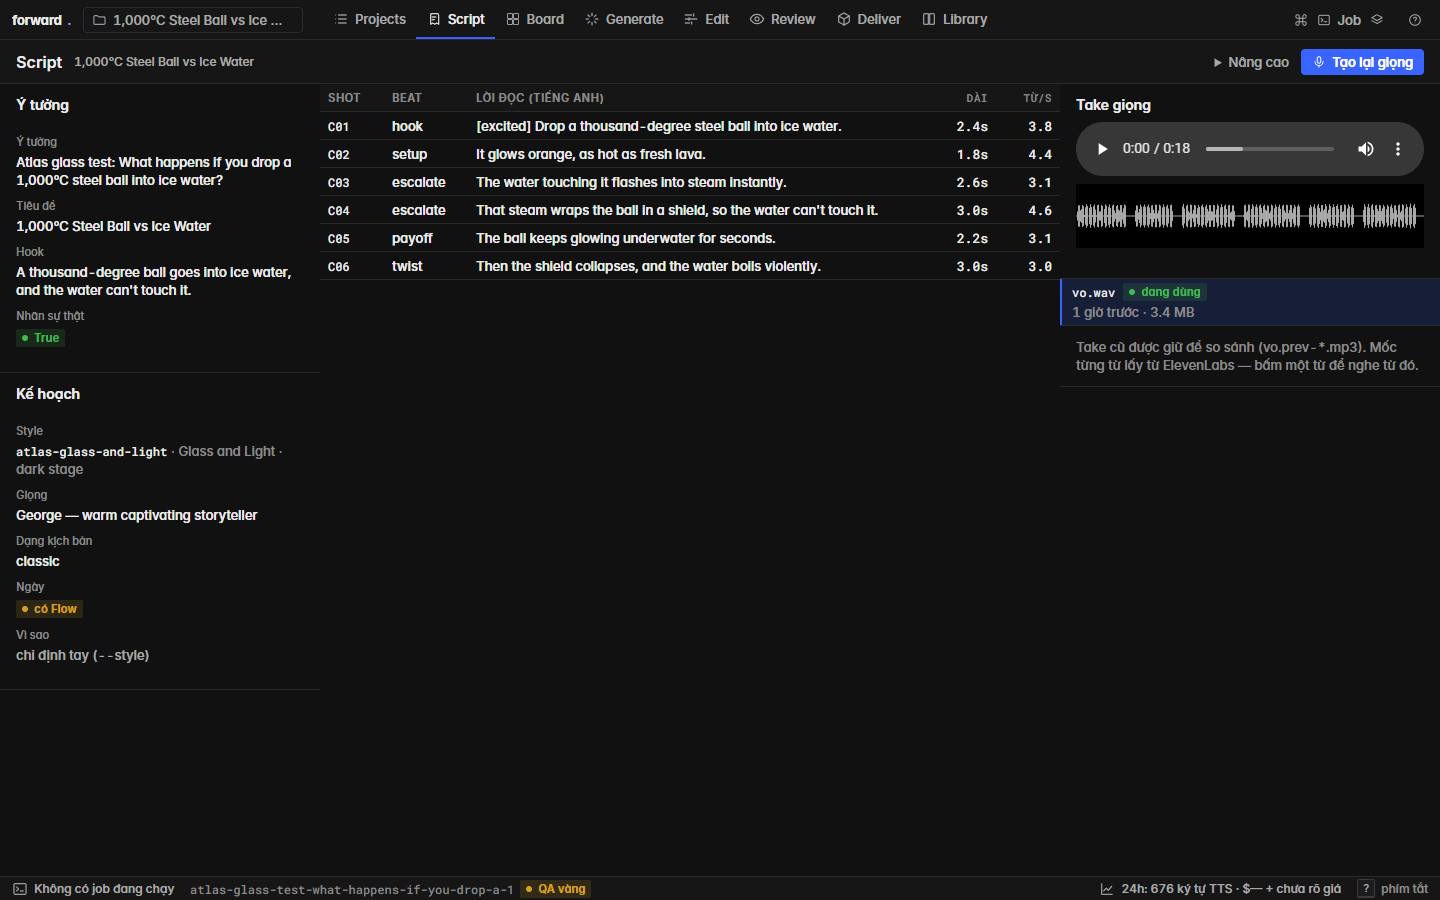 forward .
1,000°C Steel Ball vs Ice ...
Projects
Script
Board
Generate
Edit
Review
Deliver
Library
Job
Script
1,000°C Steel Ball vs Ice Water
Nâng cao
Tạo lại giọng
Ý tưởng
Ý tưởng
Atlas glass test: What happens if you drop a
1,000°C steel ball into ice water?
Tiêu đề
1,000°C Steel Ball vs Ice Water
Hook
A thousand-degree ball goes into ice water,
and the water can't touch it.
Nhãn sự thật
True
Kế hoạch
Style
atlas-glass-and-light · Glass and Light ·
dark stage
Giọng
George — warm captivating storyteller
Dạng kịch bản
classic
Ngày
có Flow
Vì sao
chỉ định tay (--style)
SHOT BEAT LỜI ĐỌC (TIẾNG ANH) DÀI TỪ/S
C01 hook [excited] Drop a thousand-degree steel ball into ice water. 2.4s 3.8
C02 setup It glows orange, as hot as fresh lava. 1.8s 4.4
C03 escalate The water touching it flashes into steam instantly. 2.6s 3.1
C04 escalate That steam wraps the ball in a shield, so the water can't touch it. 3.0s 4.6
C05 payoff The ball keeps glowing underwater for seconds. 2.2s 3.1
C06 twist Then the shield collapses, and the water boils violently. 3.0s 3.0
Take giọng
0:00 / 0:18
vo.wav đang dùng
1 giờ trước · 3.4 MB
Take cũ được giữ để so sánh (vo.prev-*.mp3). Mốc
từng từ lấy từ ElevenLabs — bấm một từ để nghe từ đó.
Không có job đang chạy
atlas-glass-test-what-happens-if-you-drop-a-1
QA vàng
24h: 676 ký tự TTS · $— + chưa rõ giá
? phím tắt